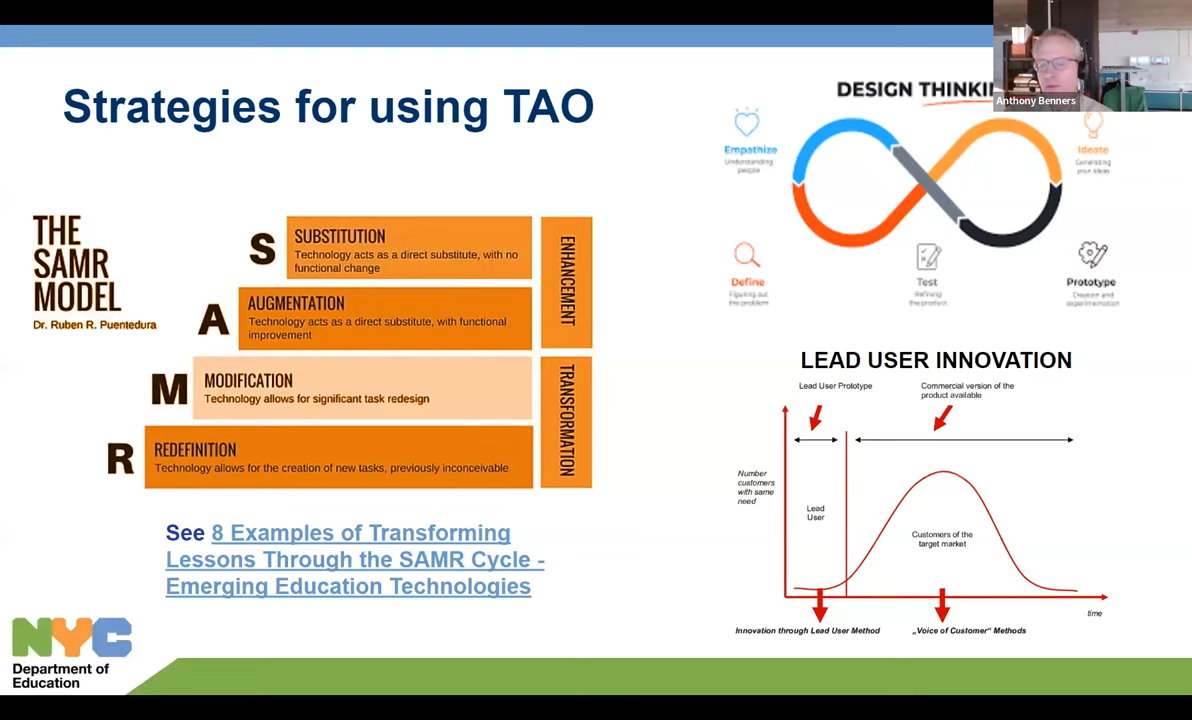 Strategies for using TAO
THE
SAMR
MODEL
Dr. Ruben R. Puentedura
S
SUBSTITUTION
Technology acts as a direct substitute, with no
functional change
A
AUGMENTATION
Technology acts as a direct substitute, with functional
improvement
ENHANCEMENT
M
MODIFICATION
Technology allows for significant task redesign
R
REDEFINITION
Technology allows for the creation of new tasks, previously inconceivable
TRANSFORMATION
See 8 Examples of Transforming
Lessons Through the SAMR Cycle -
Emerging Education Technologies
NYC
Department of
Education
DESIGN
Anthony Benners
Empathize
Understanding
people
Ideate
Generating
your ideas
Define
Figuring out
the problem
Test
Refining
the product
Prototype
Creation and
experimentation
LEAD USER INNOVATION
Lead User Prototype
Commercial version of the
product available
Number
customers
with same
need
Lead
User
Customers of the
target market
time
Innovation through Lead User Method
„Voice of Customer“ Methods